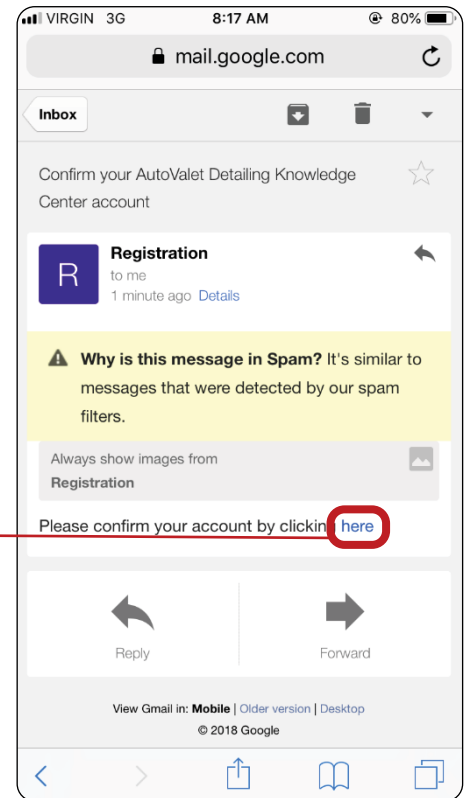 VIRGIN 3G 8:17 AM 80%
mail.google.com
Inbox
Confirm your AutoValet Detailing Knowledge
Center account
R
Registration
to me
1 minute ago Details
Why is this message in Spam? It's similar to
messages that were detected by our spam
filters.
Always show images from
Registration
Please confirm your account by clicking here
Reply Forward
View Gmail in: Mobile | Older version | Desktop
© 2018 Google